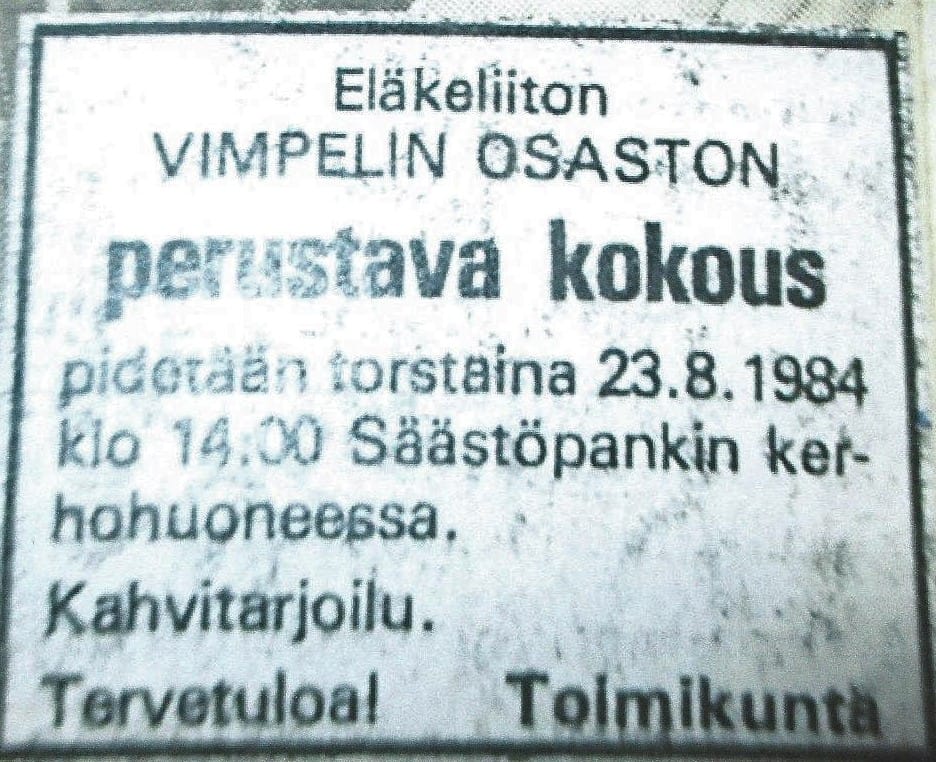 Eläkeliiton
VIMPELIN OSASTON
perustava kokous
pidetään torstaina 23.8.1984
klo 14.00 Säästöpankin ker-
hohuoneessa.
Kahvitarjoilu.
Tervetuloa! Toimikunta